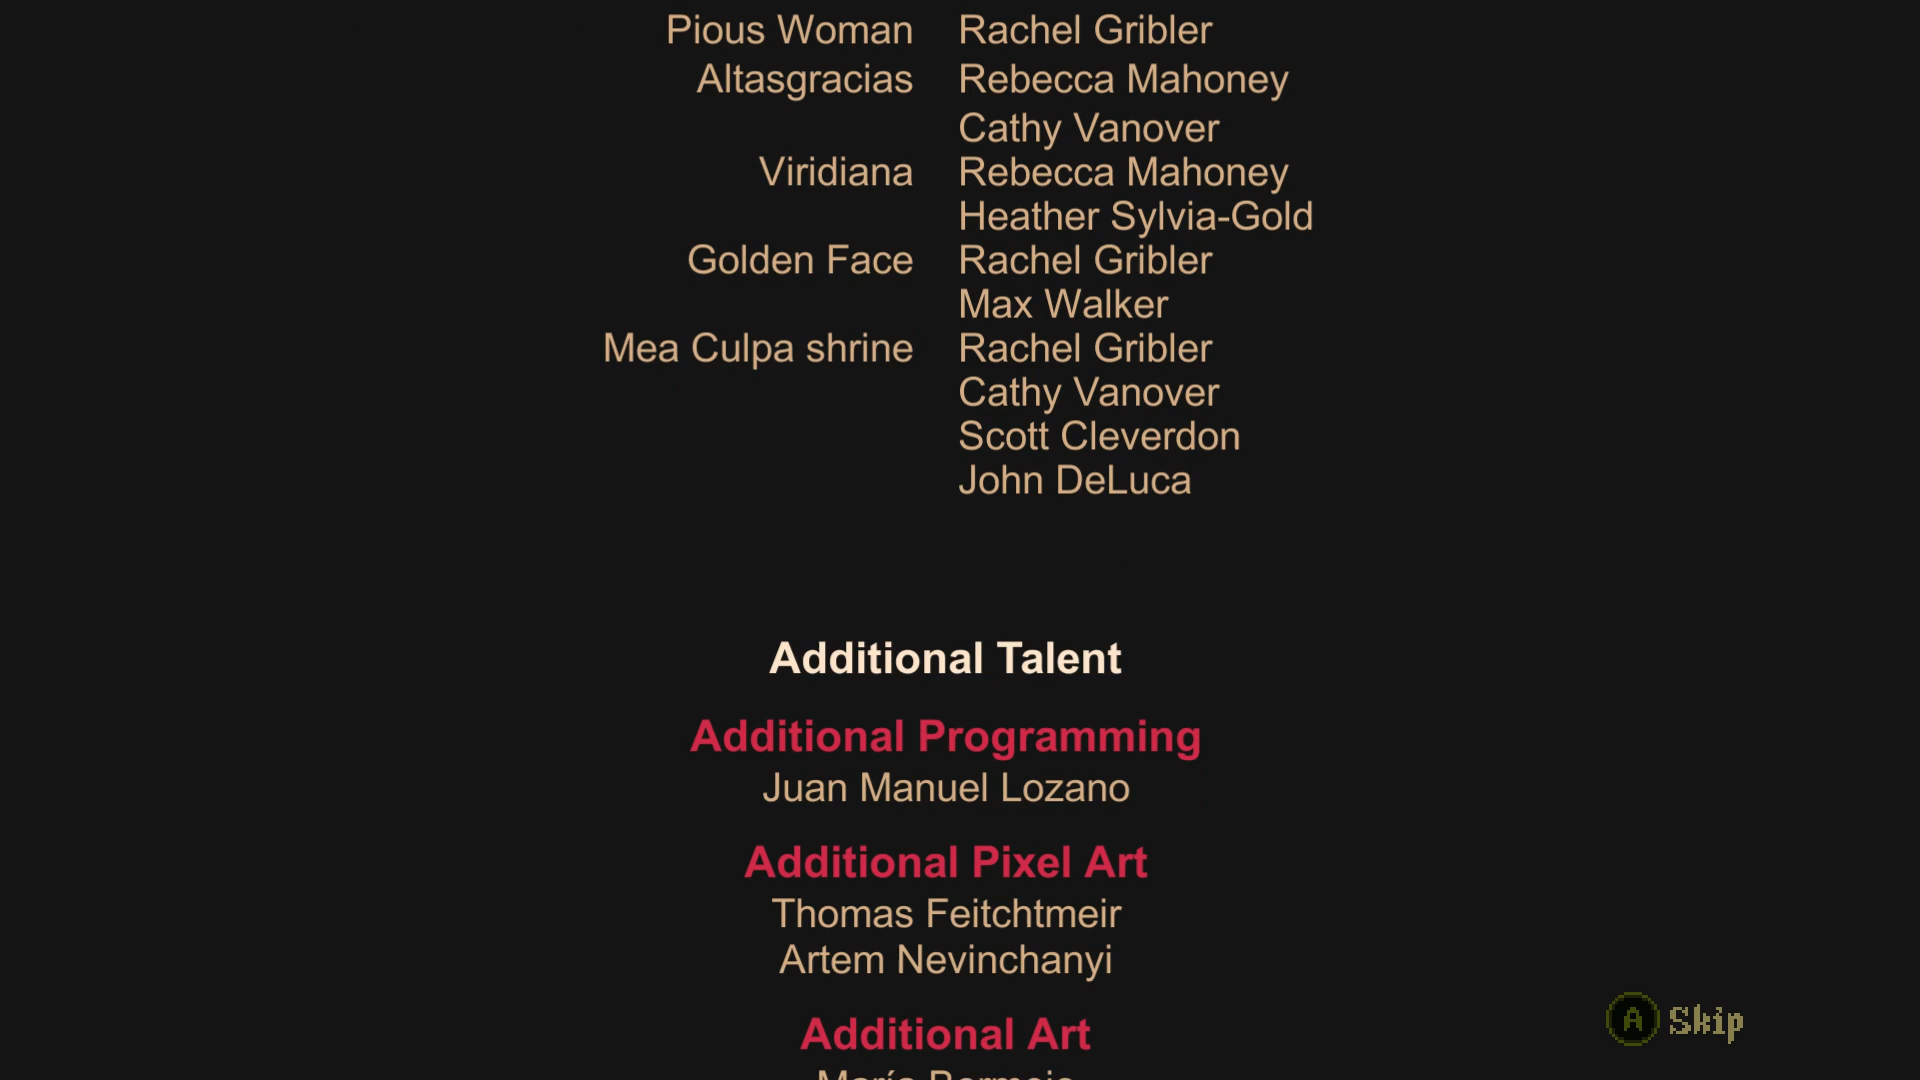 Pious Woman Rachel Gribler
Altasgracias Rebecca Mahoney
Cathy Vanover
Viridiana Rebecca Mahoney
Heather Sylvia-Gold
Golden Face Rachel Gribler
Max Walker
Mea Culpa shrine Rachel Gribler
Cathy Vanover
Scott Cleverdon
John DeLuca
Additional Talent
Additional Programming
Juan Manuel Lozano
Additional Pixel Art
Thomas Feitchtmeir
Artem Nevinchanyi
Additional Art
A Skip